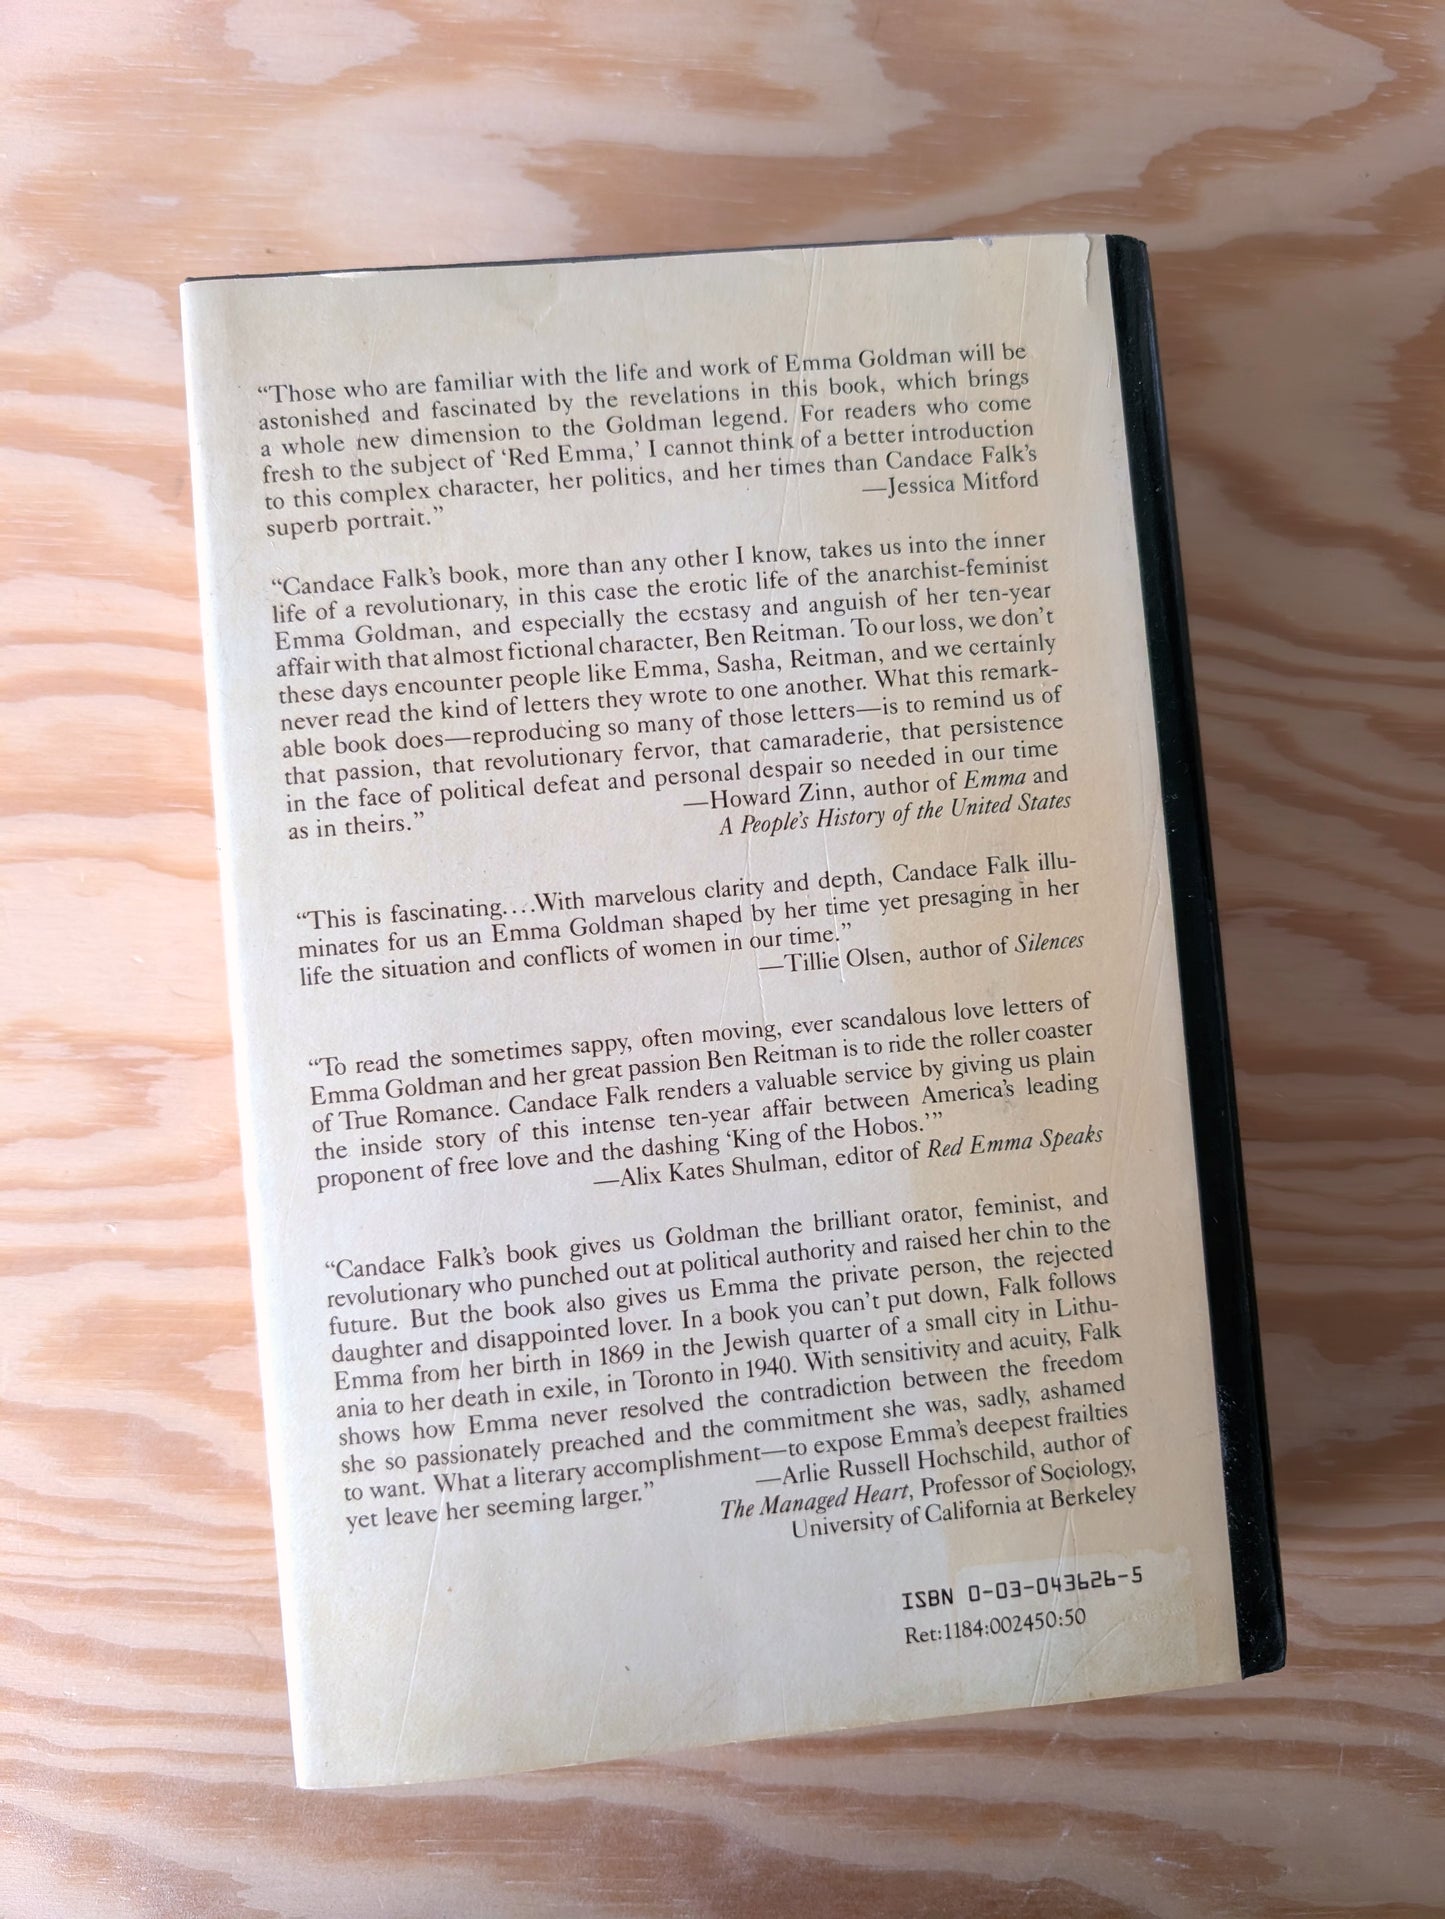 “Those who are familiar with the life and work of Emma Goldman will be
astonished and fascinated by the revelations in this book, which brings
a whole new dimension to the Goldman legend. For readers who come
fresh to the subject of ‘Red Emma,’ I cannot think of a better introduction
to this complex character, her politics, and her times than Candace Falk’s
superb portrait.”
—Jessica Mitford
“Candace Falk’s book, more than any other I know, takes us into the inner
life of a revolutionary, in this case the erotic life of the anarchist-feminist
Emma Goldman, and especially the ecstasy and anguish of her ten-year
affair with that almost fictional character, Ben Reitman. To our loss, we don’t
these days encounter people like Emma, Sasha, Reitman, and we certainly
never read the kind of letters they wrote to one another. What this remark-
able book does—reproducing so many of those letters—is to remind us of
that passion, that revolutionary fervor, that camaraderie, that persistence
in the face of political defeat and personal despair so needed in our time
as in theirs.”
—Howard Zinn, author of Emma and
A People’s History of the United States
“This is fascinating....With marvelous clarity and depth, Candace Falk illu-
minates for us an Emma Goldman shaped by her time yet presaging in her
life the situation and conflicts of women in our time.”
—Tillie Olsen, author of Silences
“To read the sometimes sappy, often moving, ever scandalous love letters of
Emma Goldman and her great passion Ben Reitman is to ride the roller coaster
of True Romance. Candace Falk renders a valuable service by giving us plain
the inside story of this intense ten-year affair between America’s leading
proponent of free love and the dashing ‘King of the Hobos.’”
—Alix Kates Shulman, editor of Red Emma Speaks
“Candace Falk’s book gives us Goldman the brilliant orator, feminist, and
revolutionary who punched out at political authority and raised her chin to the
future. But the book also gives us Emma the private person, the rejected
daughter and disappointed lover. In a book you can’t put down, Falk follows
Emma from her birth in 1869 in the Jewish quarter of a small city in Lithu-
ania to her death in exile, in Toronto in 1940. With sensitivity and acuity, Falk
shows how Emma never resolved the contradiction between the freedom
she so passionately preached and the commitment she was, sadly, ashamed
to want. What a literary accomplishment—to expose Emma’s deepest frailties
yet leave her seeming larger.”
—Arlie Russell Hochschild, author of
The Managed Heart, Professor of Sociology,
University of California at Berkeley
ISBN 0-03-043626-5
Ret:1184:002450:50